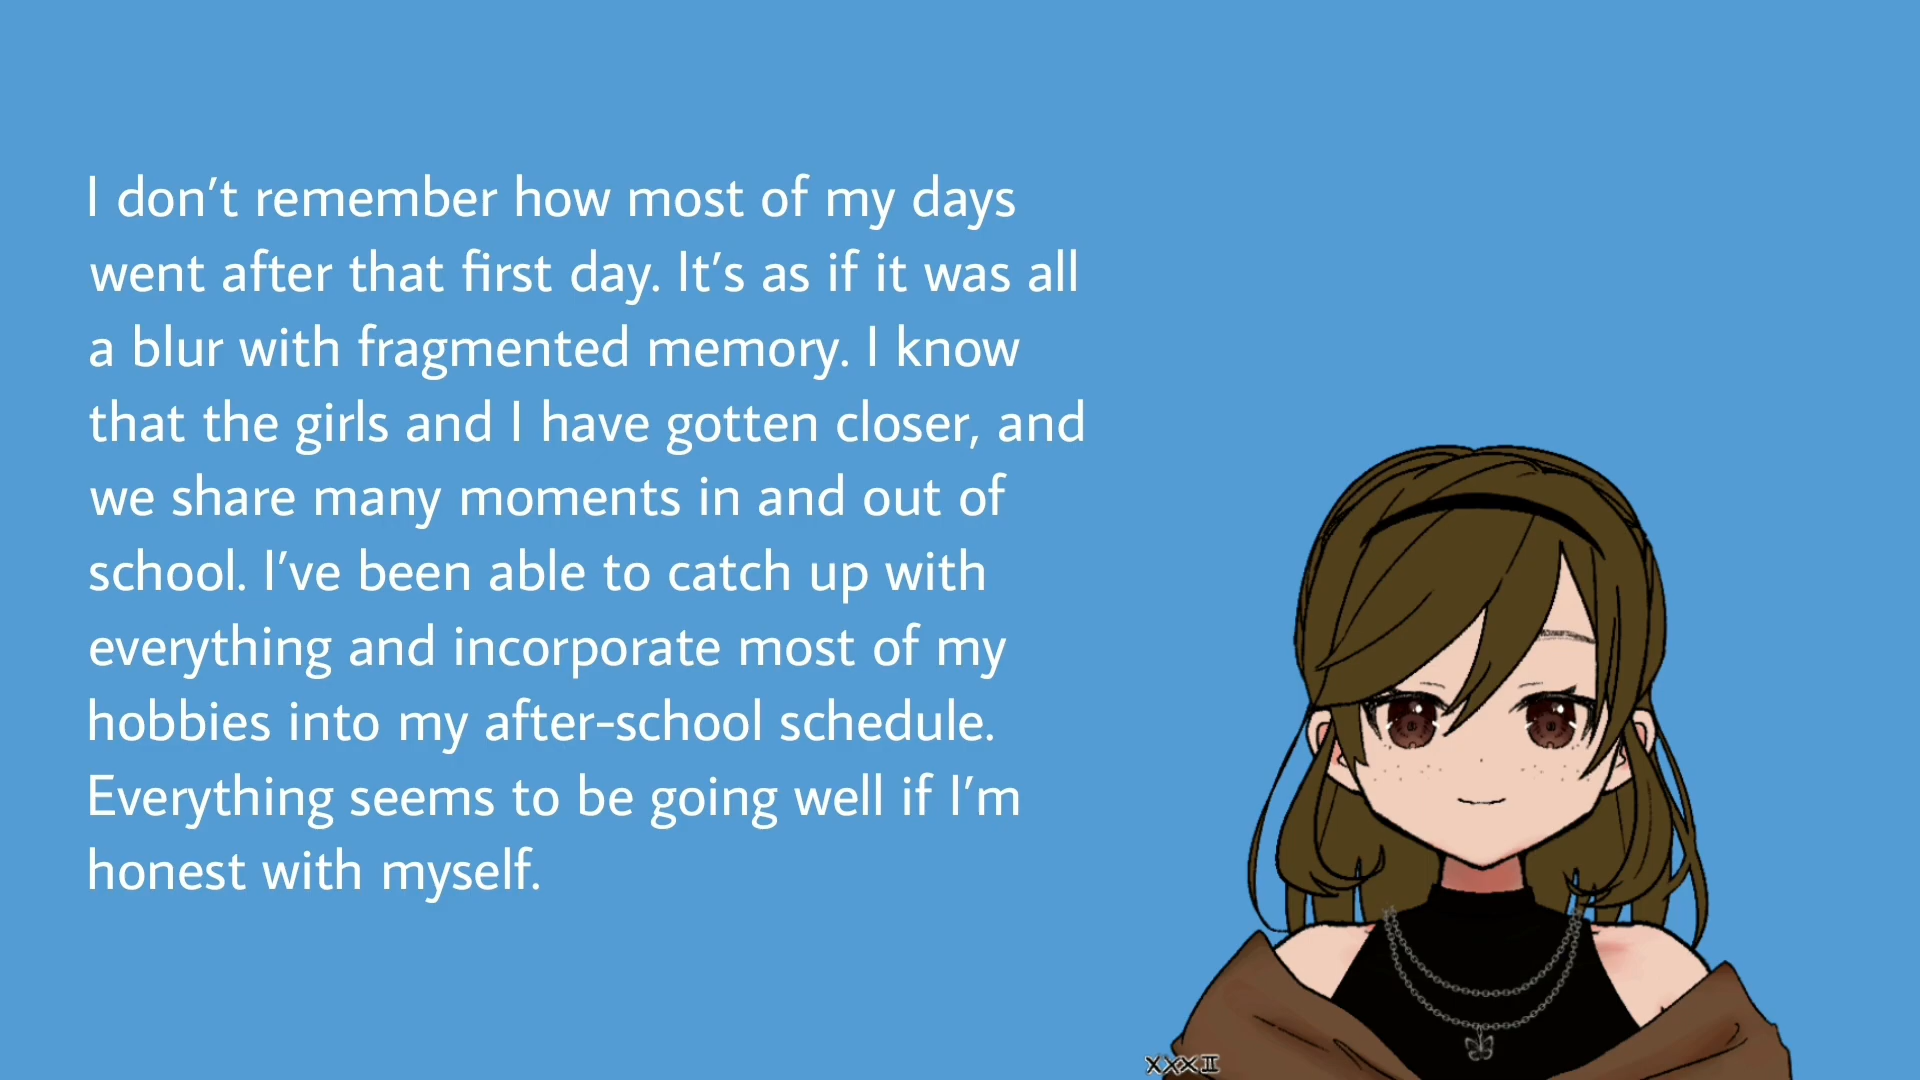 I don’t remember how most of my days
went after that first day. It’s as if it was all
a blur with fragmented memory. I know
that the girls and I have gotten closer, and
we share many moments in and out of
school. I’ve been able to catch up with
everything and incorporate most of my
hobbies into my after-school schedule.
Everything seems to be going well if I’m
honest with myself.
XXXII